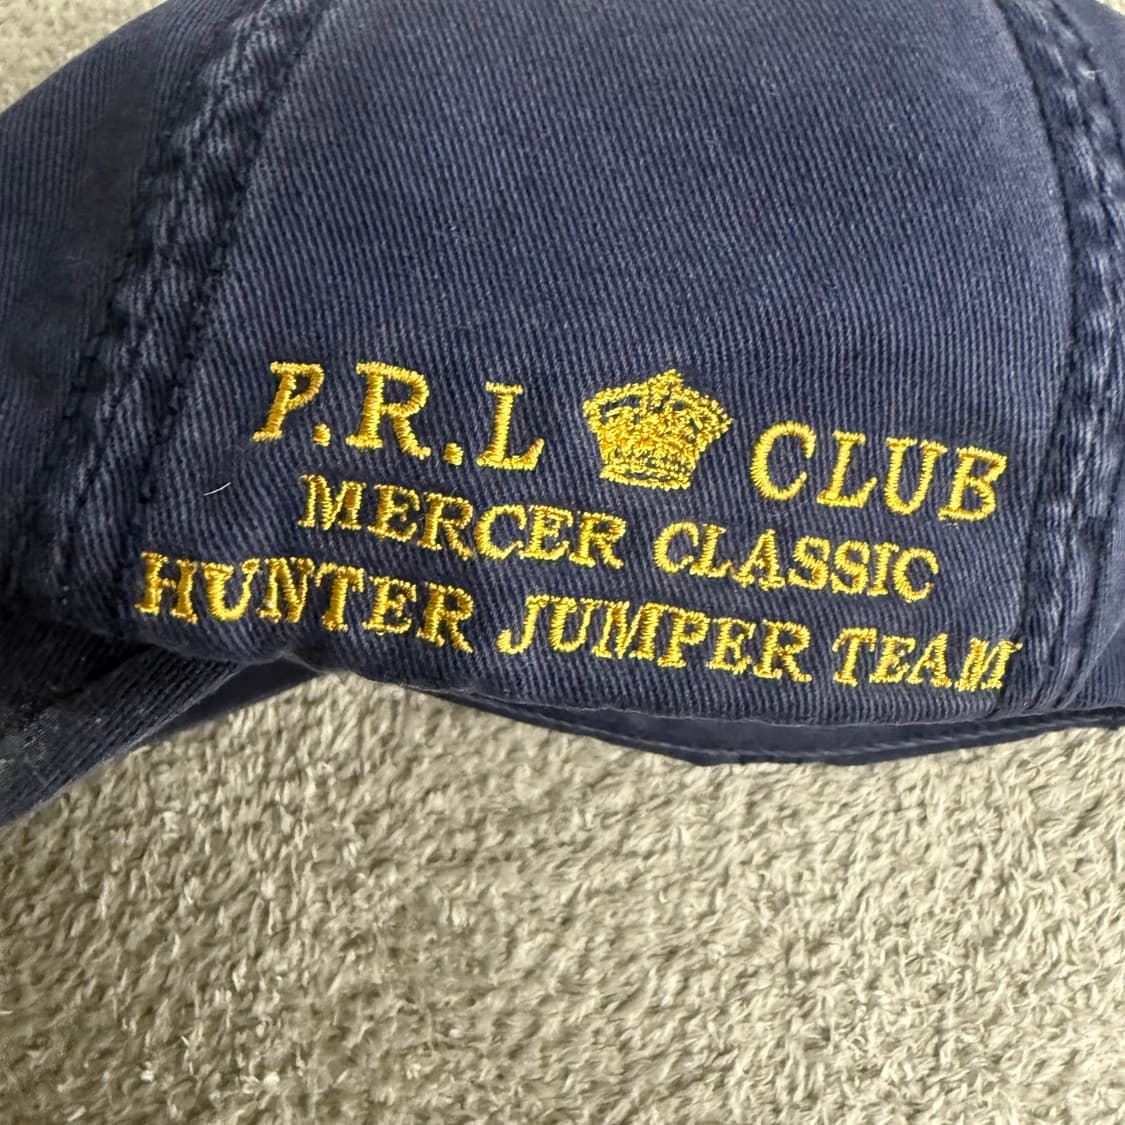 P.R.L CLUB
MERCER CLASSIC
HUNTER JUMPER TEAM